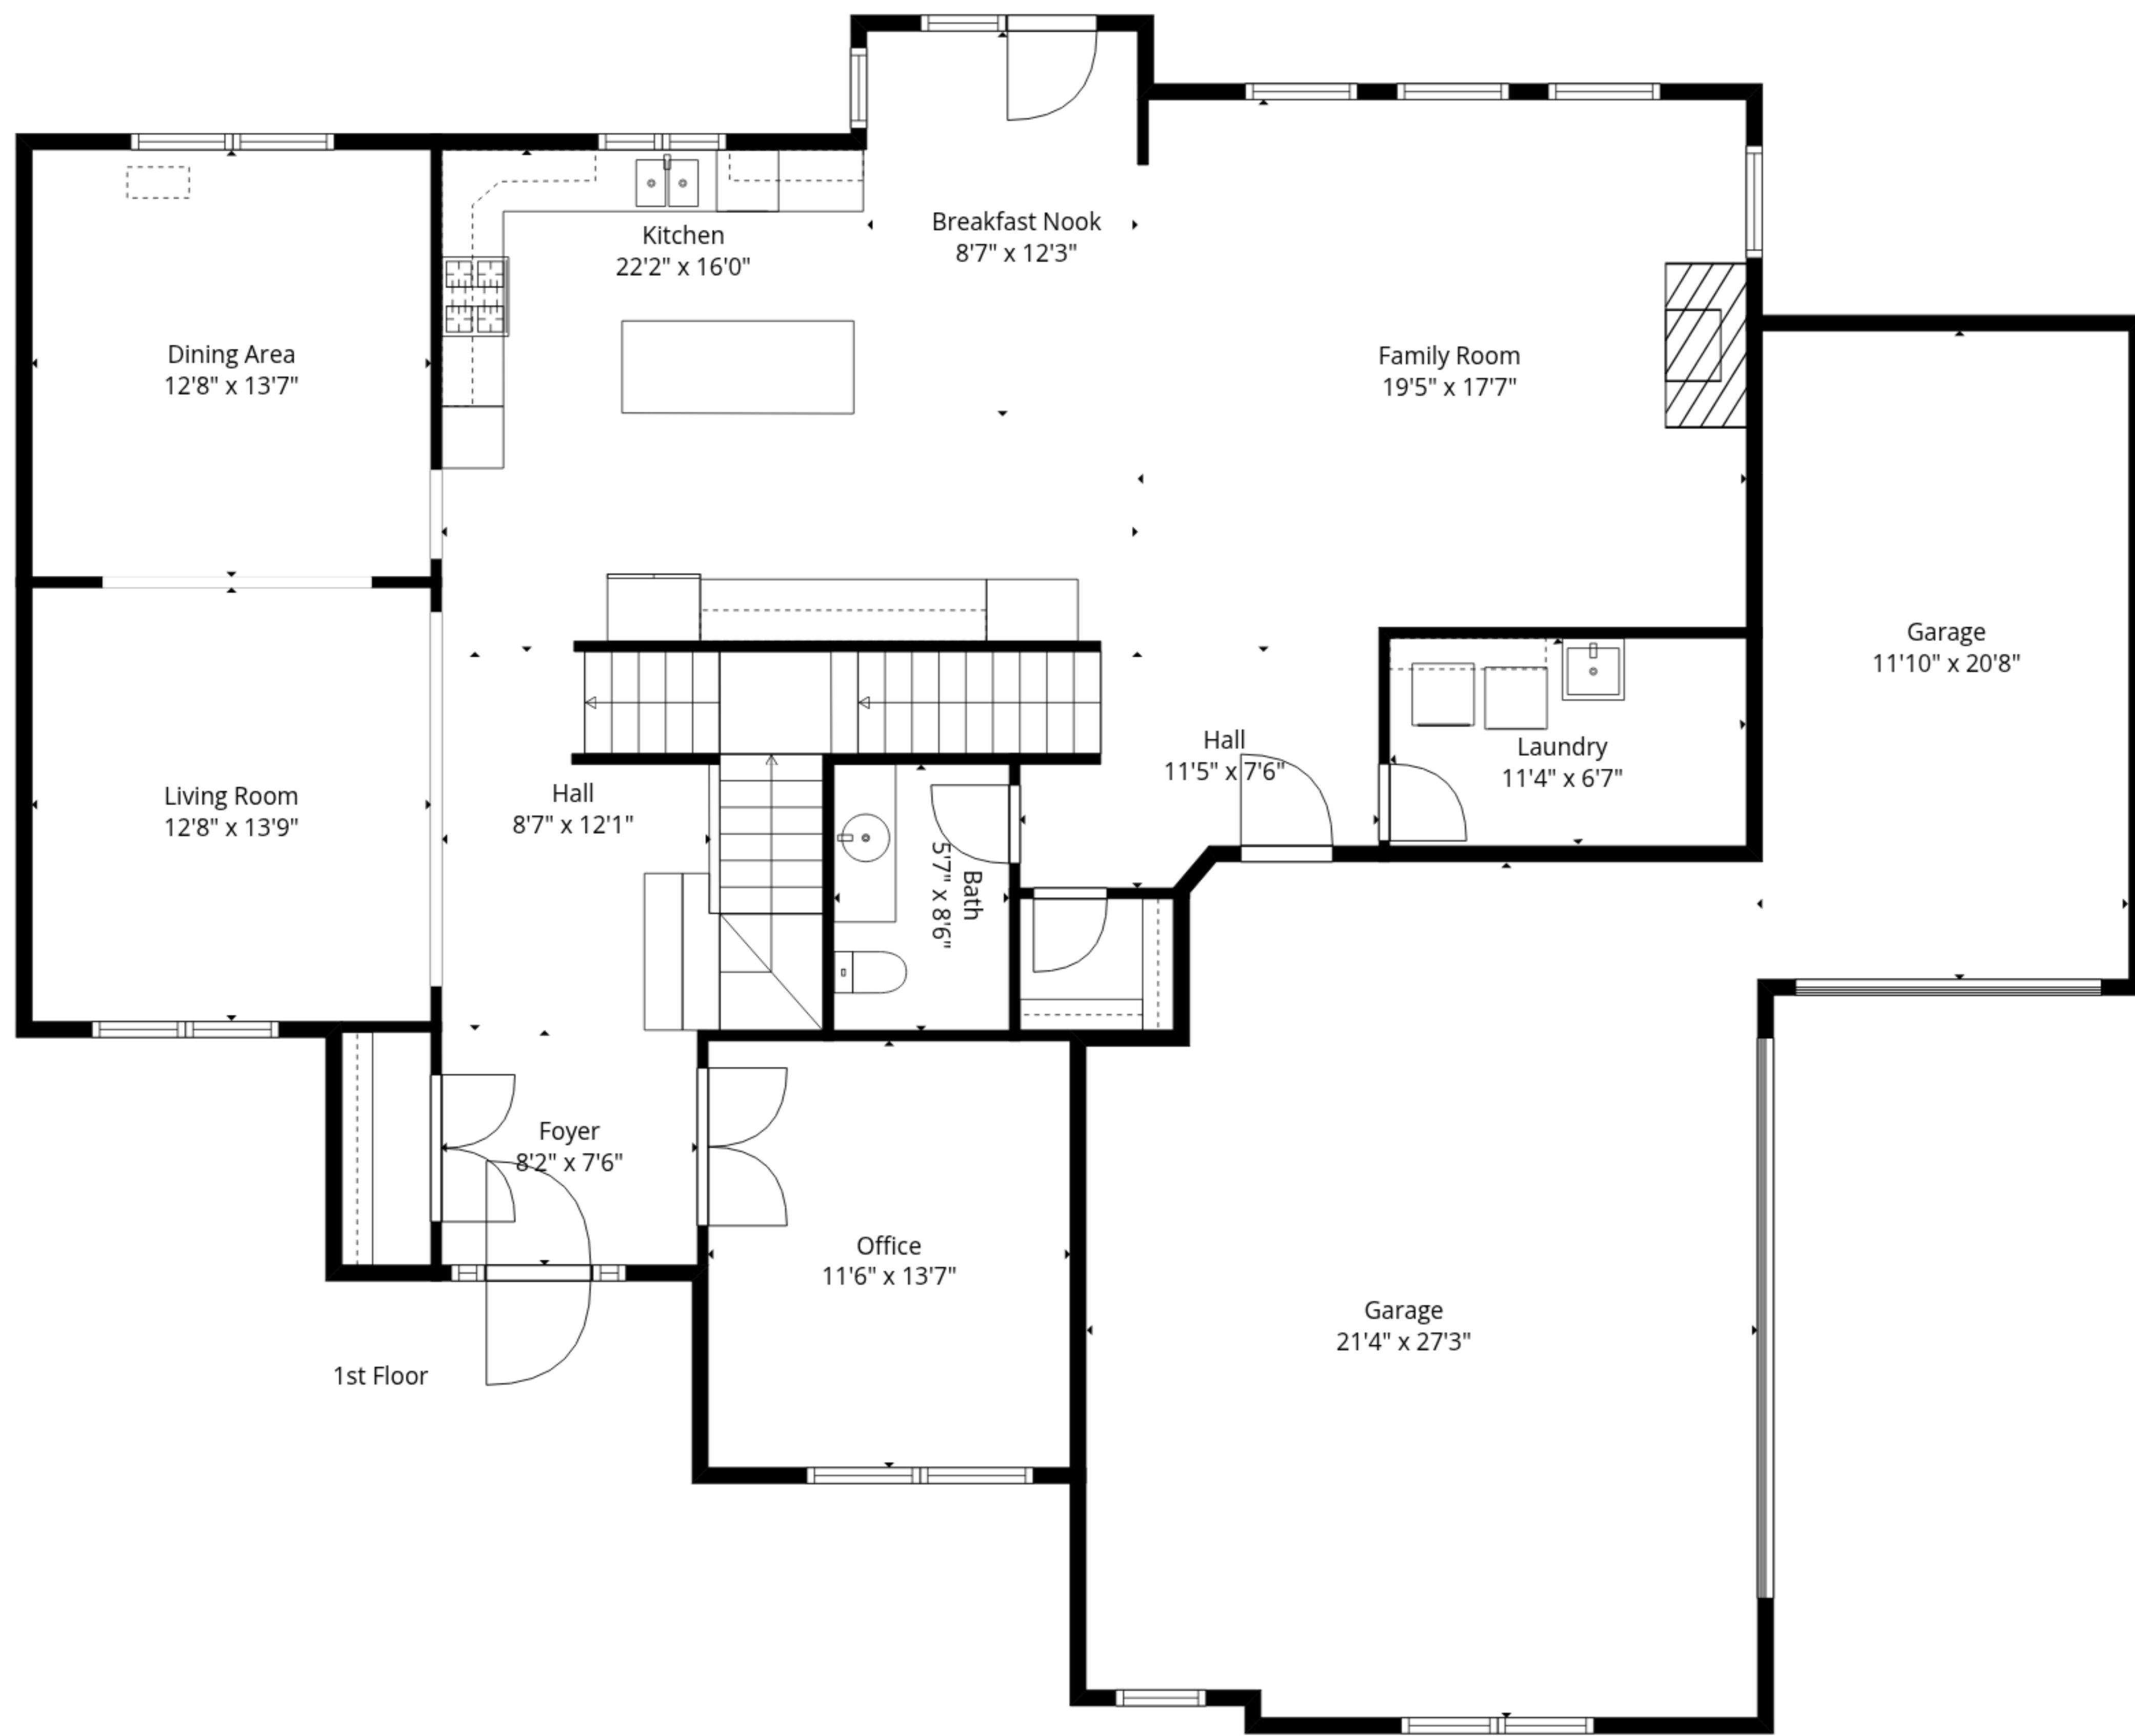 Breakfast Nook
8'7" x 12'3"
Kitchen
22'2" x 16'0"
Dining Area
12'8" x 13'7"
Family Room
19'5" x 17'7"
Garage
11'10" x 20'8"
Hall
11'5" x 7'6"
Laundry
11'4" x 6'7"
Living Room
12'8" x 13'9"
Hall
8'7" x 12'1"
Bath
5'7" x 8'6"
Foyer
8'2" x 7'6"
Office
11'6" x 13'7"
Garage
21'4" x 27'3"
1st Floor